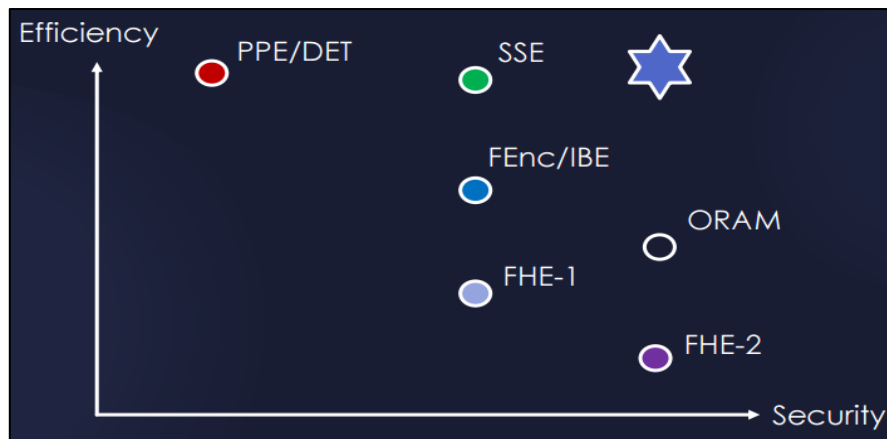 Efficiency
PPE/DET
SSE
FEnc/IBE
ORAM
FHE-1
FHE-2
Security